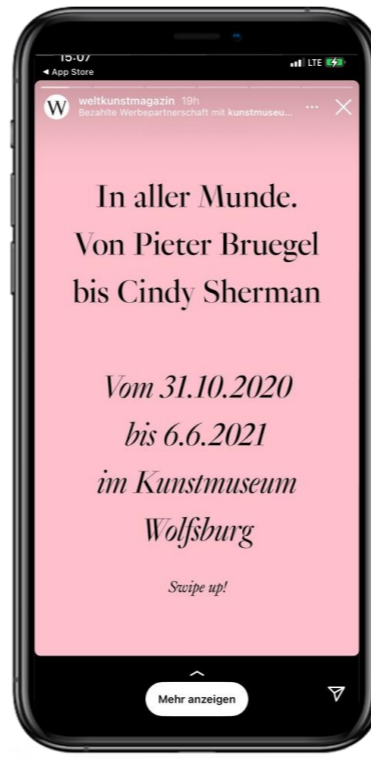 15:07
LTE
◄ App Store
W
weltkunstmagazin 19h
Bezahlte Werbepartnerschaft mit kunstmuseu...
In aller Munde.
Von Pieter Bruegel
bis Cindy Sherman
Vom 31.10.2020
bis 6.6.2021
im Kunstmuseum
Wolfsburg
Swipe up!
Mehr anzeigen